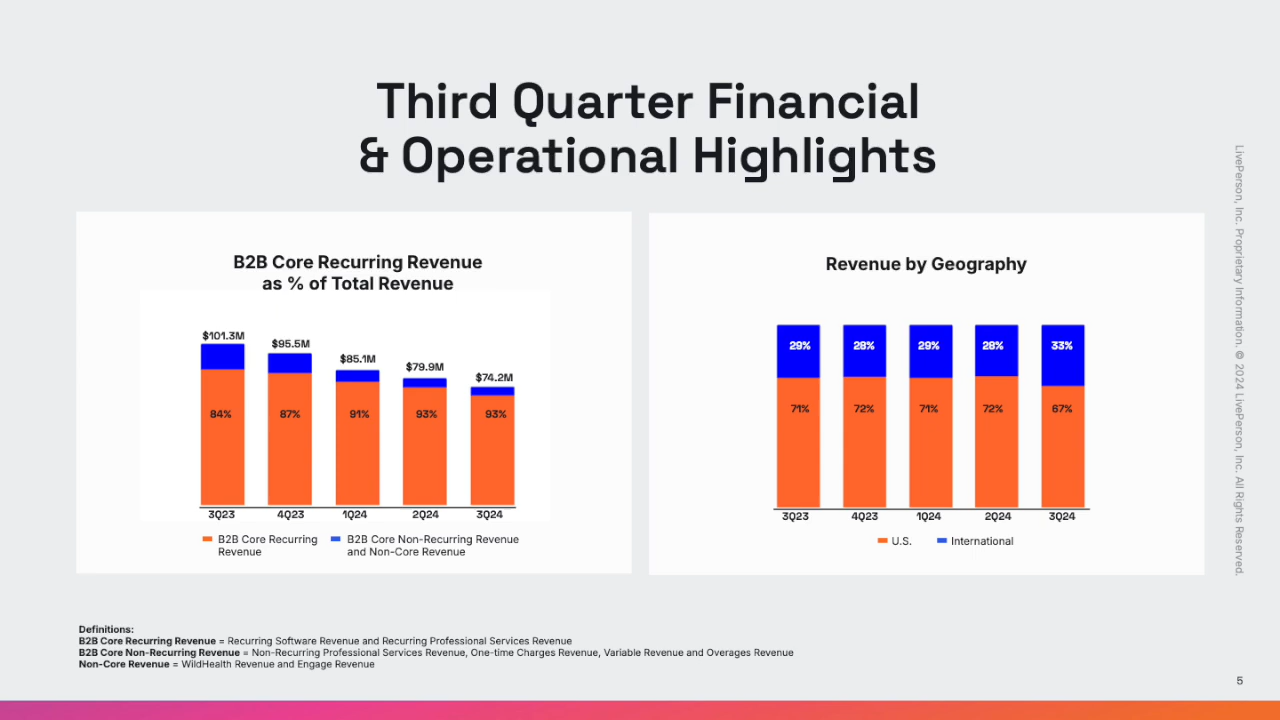 Third Quarter Financial
& Operational Highlights
B2B Core Recurring Revenue
as % of Total Revenue
$101.3M
$95.5M
$85.1M
$79.9M
$74.2M
84%
87%
91%
93%
93%
3Q23
4Q23
1Q24
2Q24
3Q24
B2B Core Recurring
Revenue
B2B Core Non-Recurring Revenue
and Non-Core Revenue
Revenue by Geography
29%
28%
29%
28%
33%
71%
72%
71%
72%
67%
3Q23
4Q23
1Q24
2Q24
3Q24
U.S.
International
LivePerson, Inc. Proprietary Information. © 2024 LivePerson, Inc. All Rights Reserved.
Definitions:
B2B Core Recurring Revenue = Recurring Software Revenue and Recurring Professional Services Revenue
B2B Core Non-Recurring Revenue = Non-Recurring Professional Services Revenue, One-time Charges Revenue, Variable Revenue and Overages Revenue
Non-Core Revenue = WildHealth Revenue and Engage Revenue
5